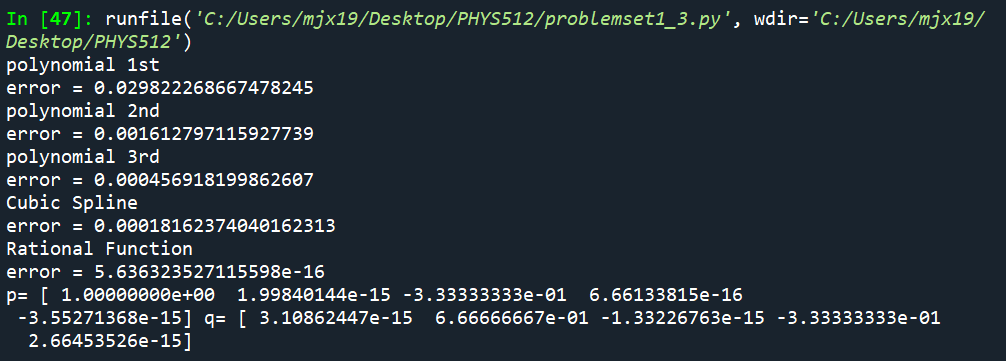 In [47]: runfile('C:/Users/mjx19/Desktop/PHYS512/problemset1_3.py', wdir='C:/Users/mjx19/
Desktop/PHYS512')
polynomial 1st
error = 0.029822268667478245
polynomial 2nd
error = 0.001612797115927739
polynomial 3rd
error = 0.000456918199862607
Cubic Spline
error = 0.00018162374040162313
Rational Function
error = 5.636323527115598e-16
p= [ 1.00000000e+00  1.99840144e-15 -3.33333333e-01  6.66133815e-16
 -3.55271368e-15] q= [ 3.10862447e-15  6.66666667e-01 -1.33226763e-15 -3.33333333e-01
  2.66453526e-15]